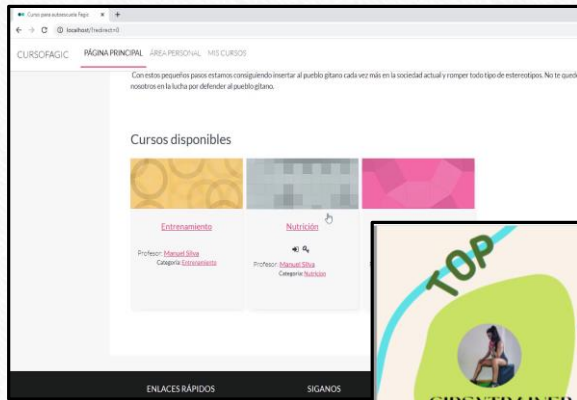 Curso para autoescuela Fagic
localhost/?redirect=0
CURSOFAGIC PÁGINA PRINCIPAL ÁREA PERSONAL MIS CURSOS
Con estos pequeños pasos estamos consiguiendo insertar al pueblo gitano cada vez más en la sociedad actual y romper todo tipo de estereotipos. No te qued
nosotros en la lucha por defender al pueblo gitano.
Cursos disponibles
Entrenamiento
Profesor: Manuel Silva
Categoría: Entrenamiento
Nutrición
Profesor: Manuel Silva
Categoría: Nutrición
ENLACES RÁPIDOS
SIGANOS
TOP